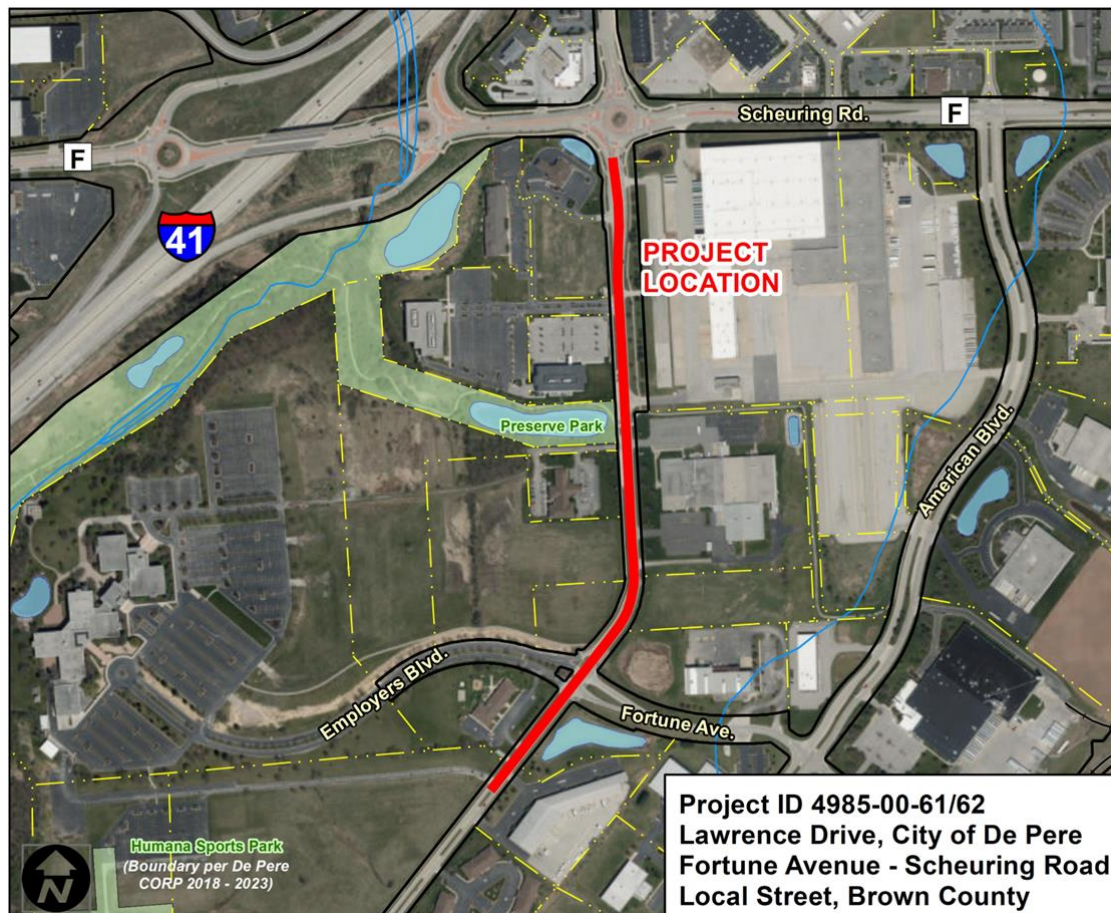 Scheuring Rd.
F
F
41
PROJECT
LOCATION
American Blvd.
Preserve Park
Employers Blvd.
Fortune Ave.
Humana Sports Park
(Boundary per De Pere
CORP 2018 - 2023)
N
Project ID 4985-00-61/62
Lawrence Drive, City of De Pere
Fortune Avenue - Scheuring Road
Local Street, Brown County